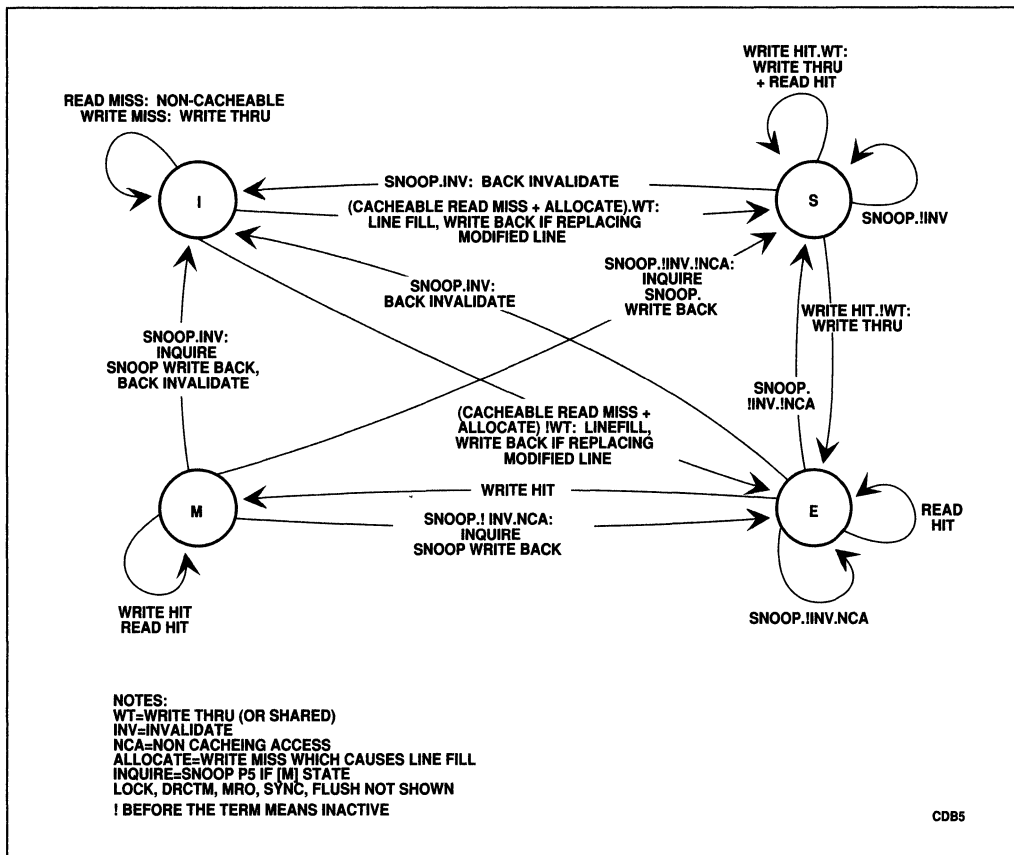 WRITE HIT.WT:
WRITE THRU
+ READ HIT
READ MISS: NON-CACHEABLE
WRITE MISS: WRITE THRU
I
SNOOP.INV: BACK INVALIDATE
(CACHEABLE READ MISS + ALLOCATE).WT:
LINE FILL, WRITE BACK IF REPLACING
MODIFIED LINE
S
SNOOP.!INV
SNOOP.INV:
BACK INVALIDATE
SNOOP.!INV.!NCA:
INQUIRE
SNOOP.
WRITE BACK
WRITE HIT.!WT:
WRITE THRU
SNOOP.INV:
INQUIRE
SNOOP WRITE BACK,
BACK INVALIDATE
SNOOP.
!INV.!NCA
(CACHEABLE READ MISS +
ALLOCATE) !WT: LINEFILL,
WRITE BACK IF REPLACING
MODIFIED LINE
M
WRITE HIT
SNOOP.! INV.NCA:
INQUIRE
SNOOP WRITE BACK
E
READ
HIT
WRITE HIT
READ HIT
SNOOP.!INV.NCA
NOTES:
WT=WRITE THRU (OR SHARED)
INV=INVALIDATE
NCA=NON CACHEING ACCESS
ALLOCATE=WRITE MISS WHICH CAUSES LINE FILL
INQUIRE=SNOOP P5 IF [M] STATE
LOCK, DRCTM, MRO, SYNC, FLUSH NOT SHOWN
! BEFORE THE TERM MEANS INACTIVE
CDB5